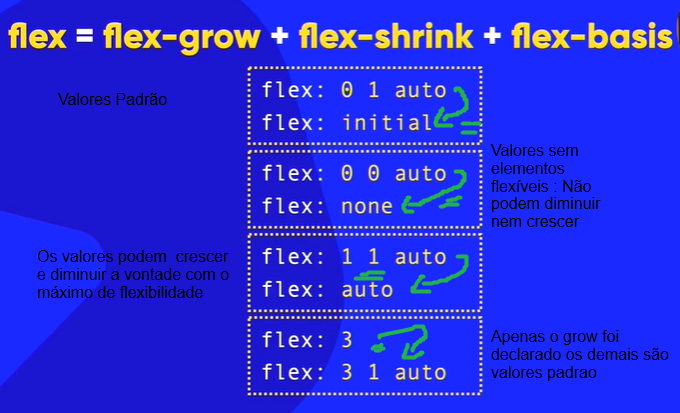 flex = flex-grow + flex-shrink + flex-basis
Valores Padrão
flex: 0 1 auto
flex: initial
flex: 0 0 auto
flex: none
Valores sem
elementos
flexíveis : Não
podem diminuir
nem crescer
Os valores podem crescer
e diminuir a vontade com o
máximo de flexibilidade
flex: 1 1 auto
flex: auto
flex: 3
flex: 3 1 auto
Apenas o grow foi
declarado os demais são
valores padrao